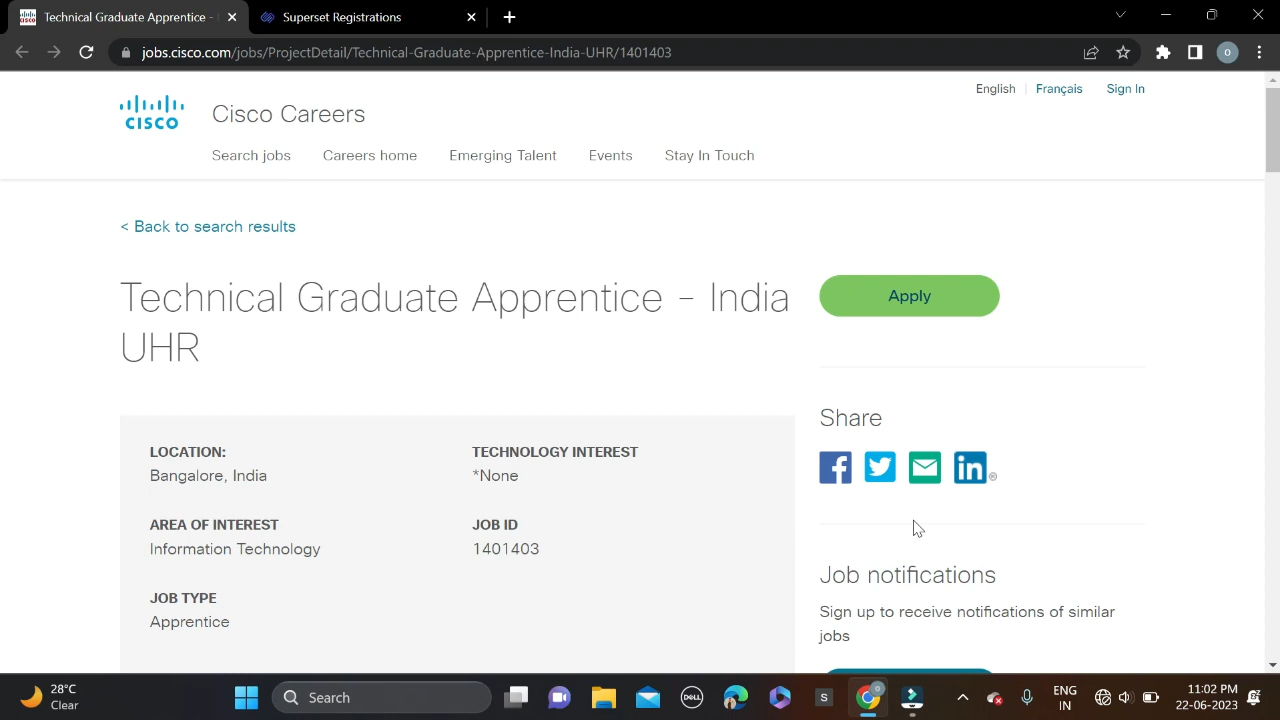 Technical Graduate Apprentice -
Superset Registrations
jobs.cisco.com/jobs/ProjectDetail/Technical-Graduate-Apprentice-India-UHR/1401403
o
English | Français Sign In
CISCO
Cisco Careers
Search jobs Careers home Emerging Talent Events Stay In Touch
< Back to search results
Technical Graduate Apprentice – India
UHR
Apply
LOCATION:
Bangalore, India
TECHNOLOGY INTEREST
*None
AREA OF INTEREST
Information Technology
JOB ID
1401403
JOB TYPE
Apprentice
Share
f
in
®
Job notifications
Sign up to receive notifications of similar
jobs
28°C
Clear
Search
DELL
S
ENG
IN
11:02 PM
22-06-2023